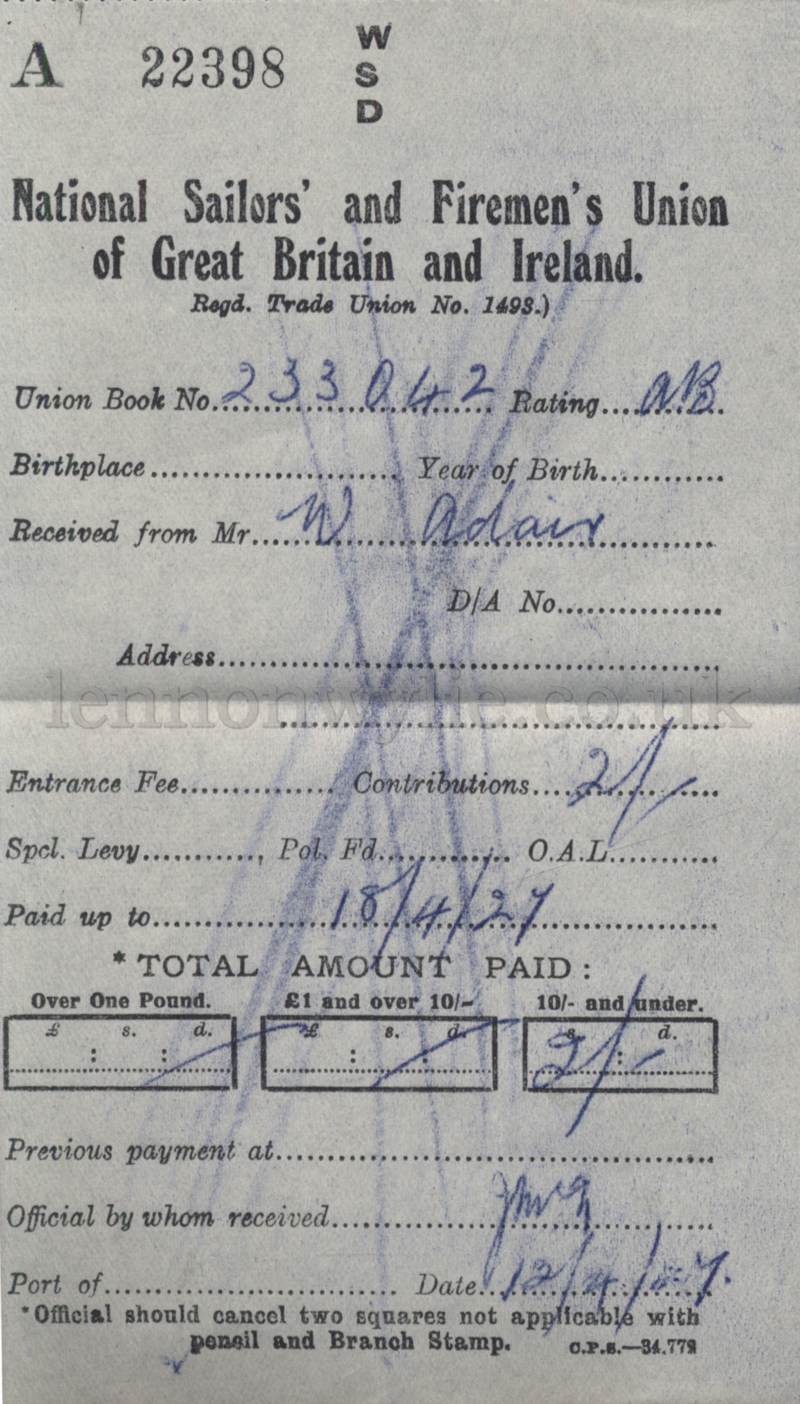 A 22398
W
S
D
National Sailors' and Firemen's Union
of Great Britain and Ireland.
Regd. Trade Union No. 1493.)
Union Book No. 233042 Rating AB
Birthplace Year of Birth
Received from Mr W Adair
D/A No.
Address
lennonwylie.co.uk
Entrance Fee Contributions 2/-
Spcl. Levy Pol. Fd. O.A.L.
Paid up to 18/4/27
*TOTAL AMOUNT PAID:
Over One Pound. £1 and over 10/- 10/- and under.
£ s. d. £ s. d. s. d.
: : : : 2/ : -
Previous payment at
Official by whom received
Port of Date 12/4/27.
*Official should cancel two squares not applicable with
pencil and Branch Stamp. C.P.S.—34.779